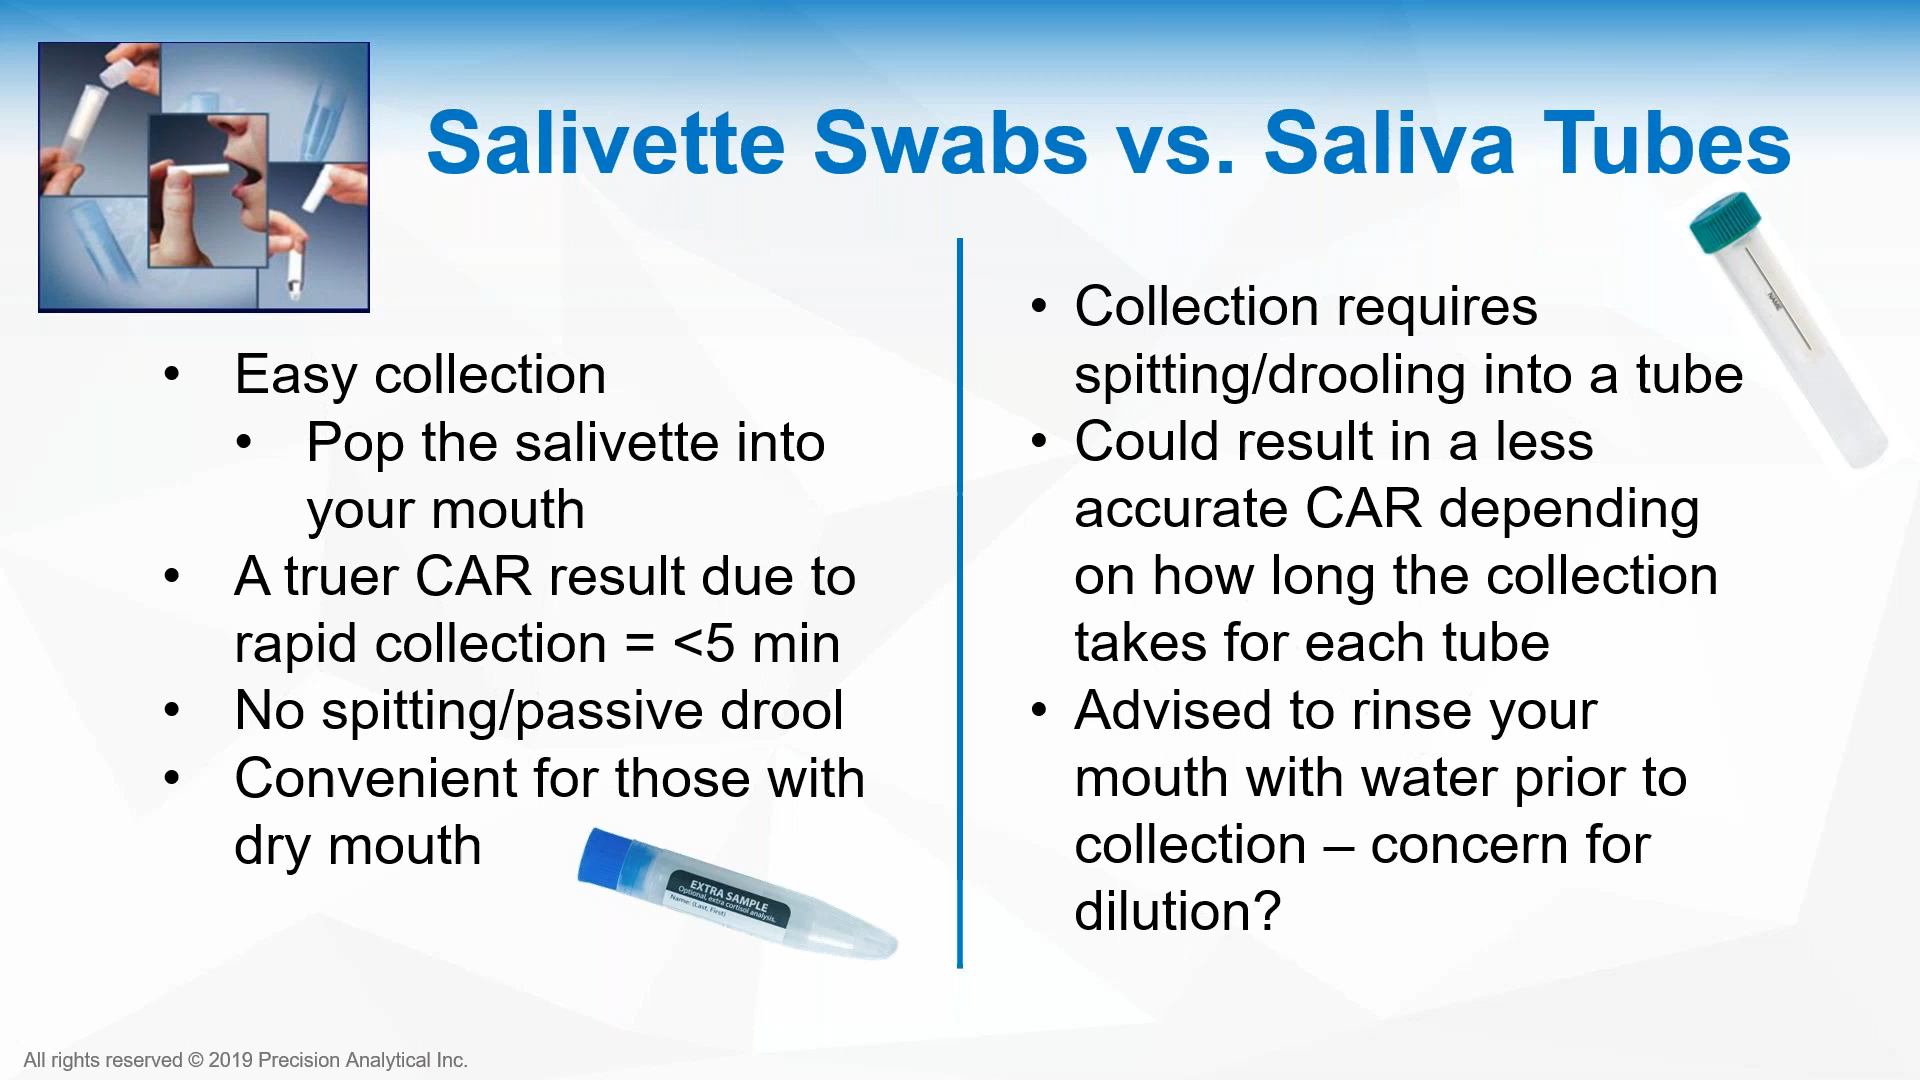 Salivette Swabs vs. Saliva Tubes
• Easy collection
• Pop the salivette into
your mouth
• A truer CAR result due to
rapid collection = <5 min
• No spitting/passive drool
• Convenient for those with
dry mouth
EXTRA SAMPLE
Optional, extra cortisol analysis.
Name: (Last, First)
• Collection requires
spitting/drooling into a tube
• Could result in a less
accurate CAR depending
on how long the collection
takes for each tube
• Advised to rinse your
mouth with water prior to
collection – concern for
dilution?
NAME
All rights reserved © 2019 Precision Analytical Inc.